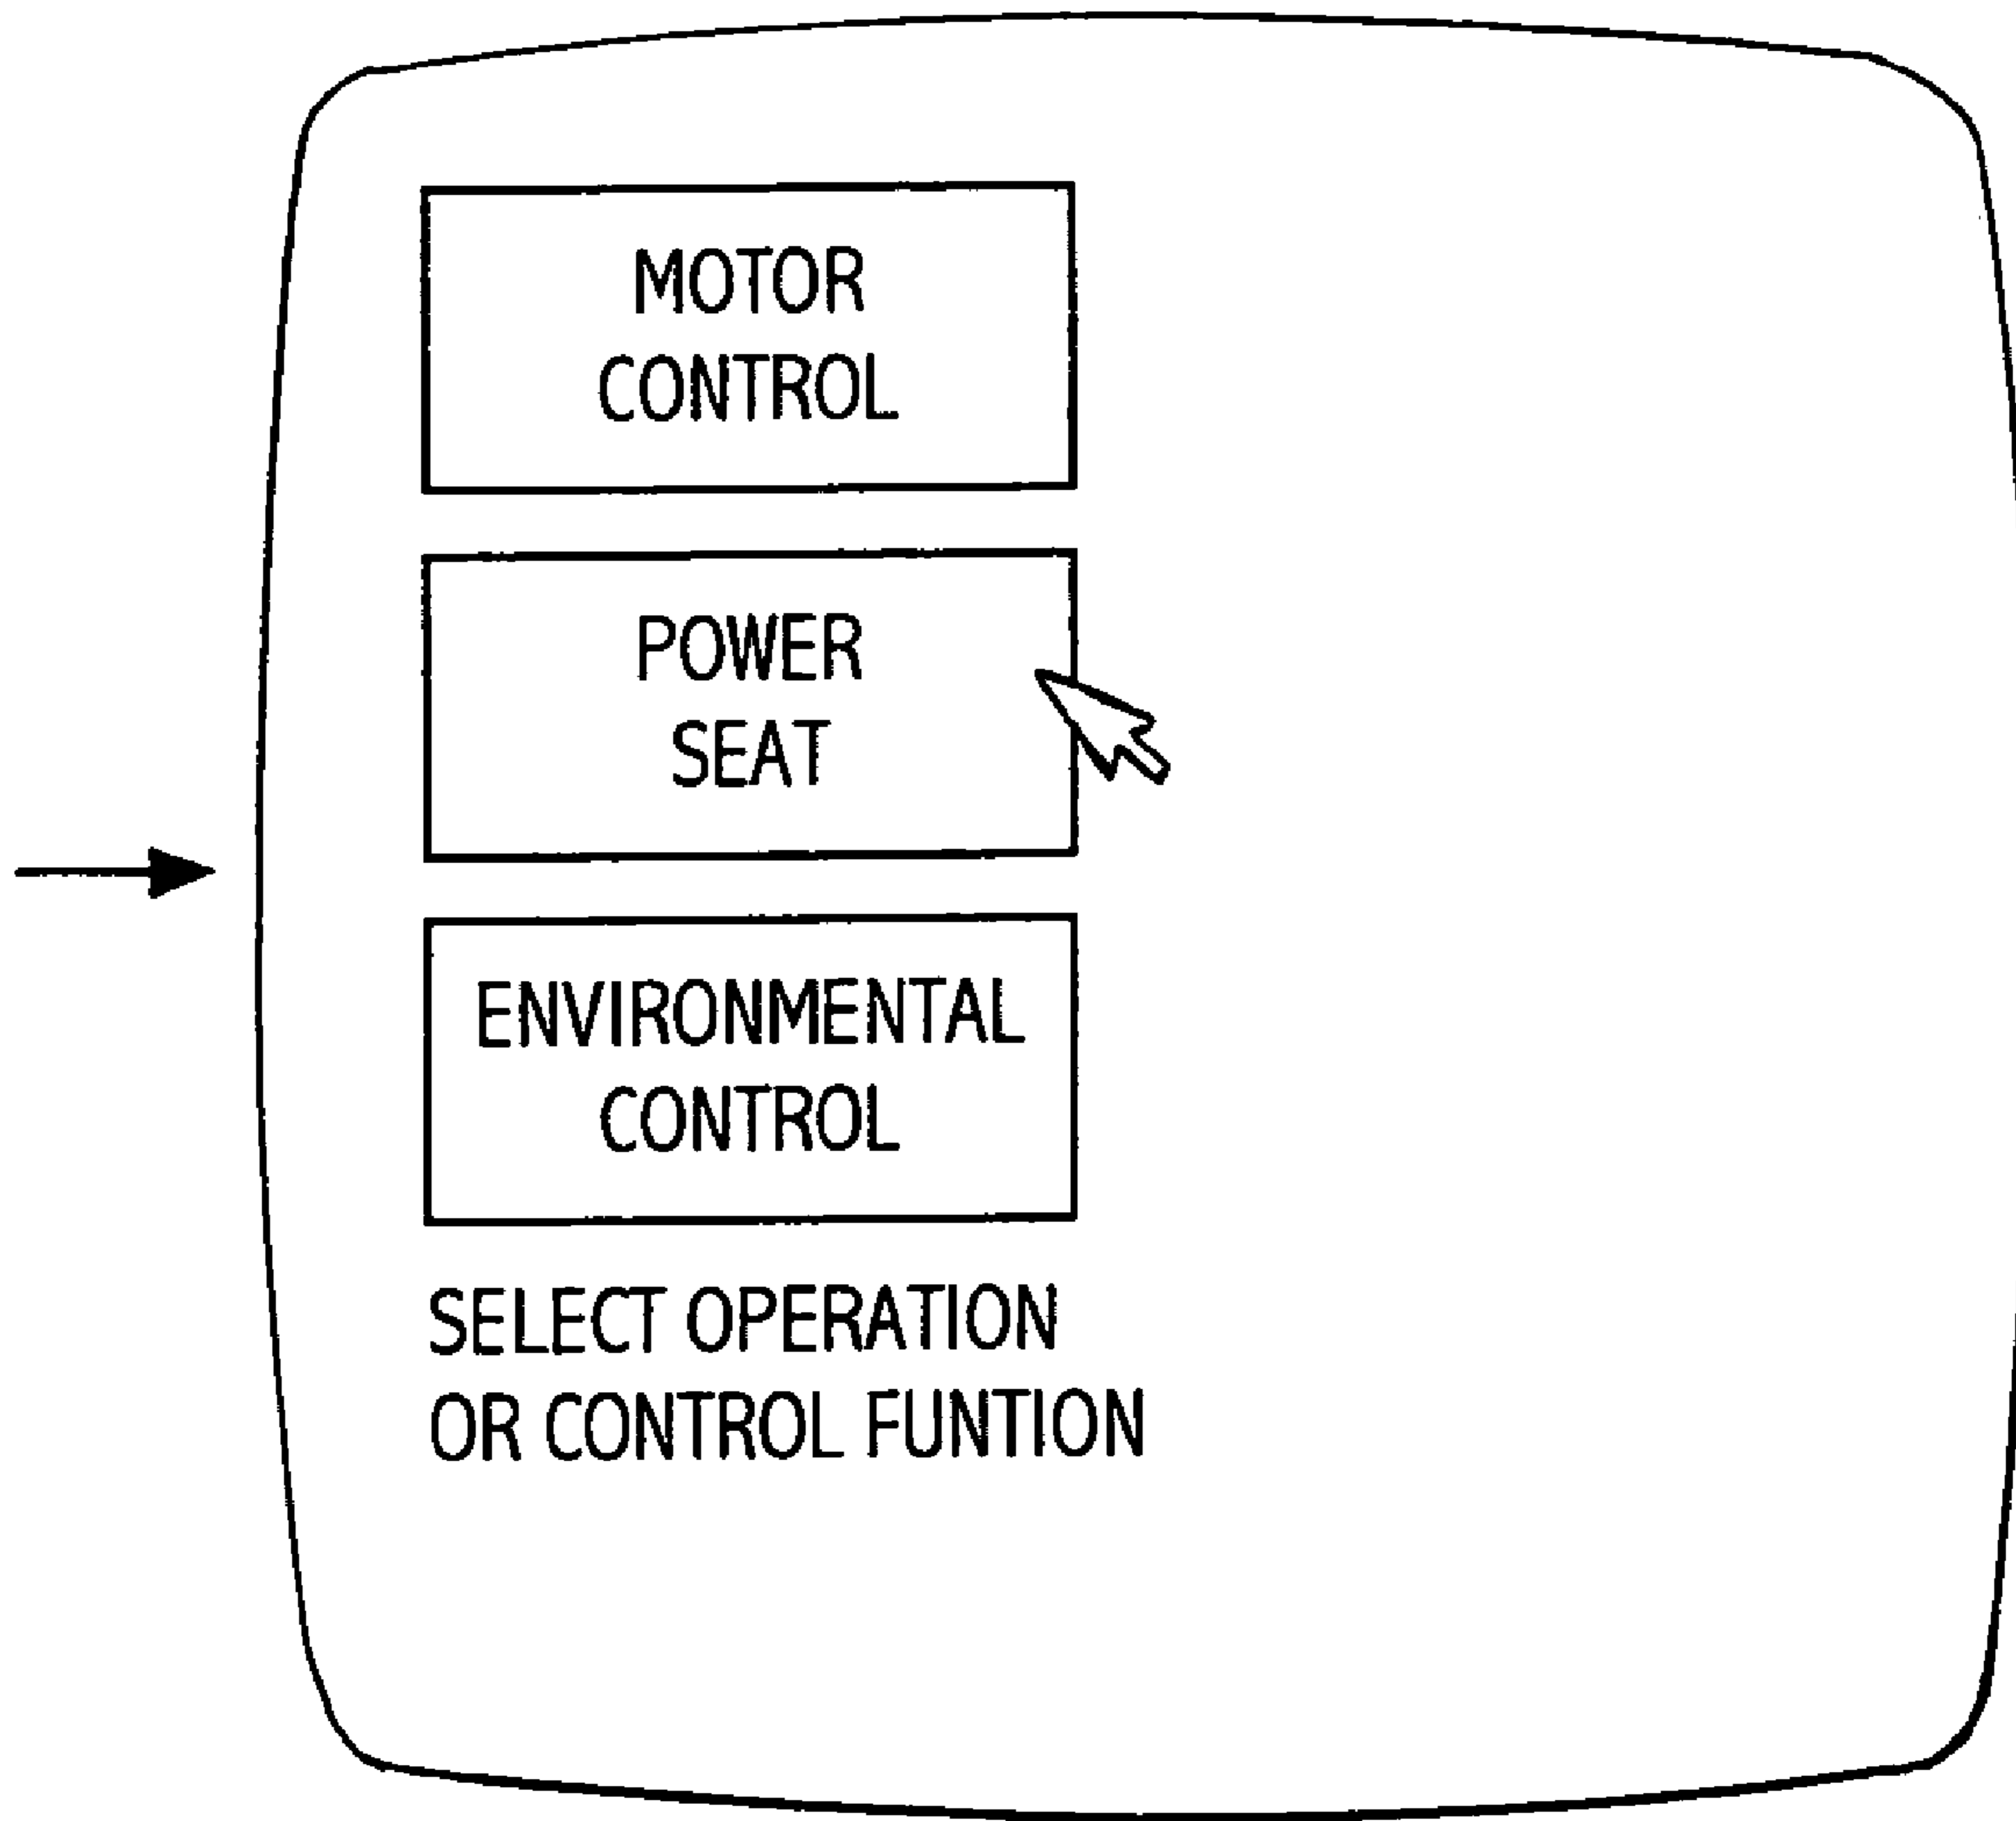 MOTOR
CONTROL
POWER
SEAT
ENVIRONMENTAL
CONTROL
SELECT OPERATION
OR CONTROL FUNTION